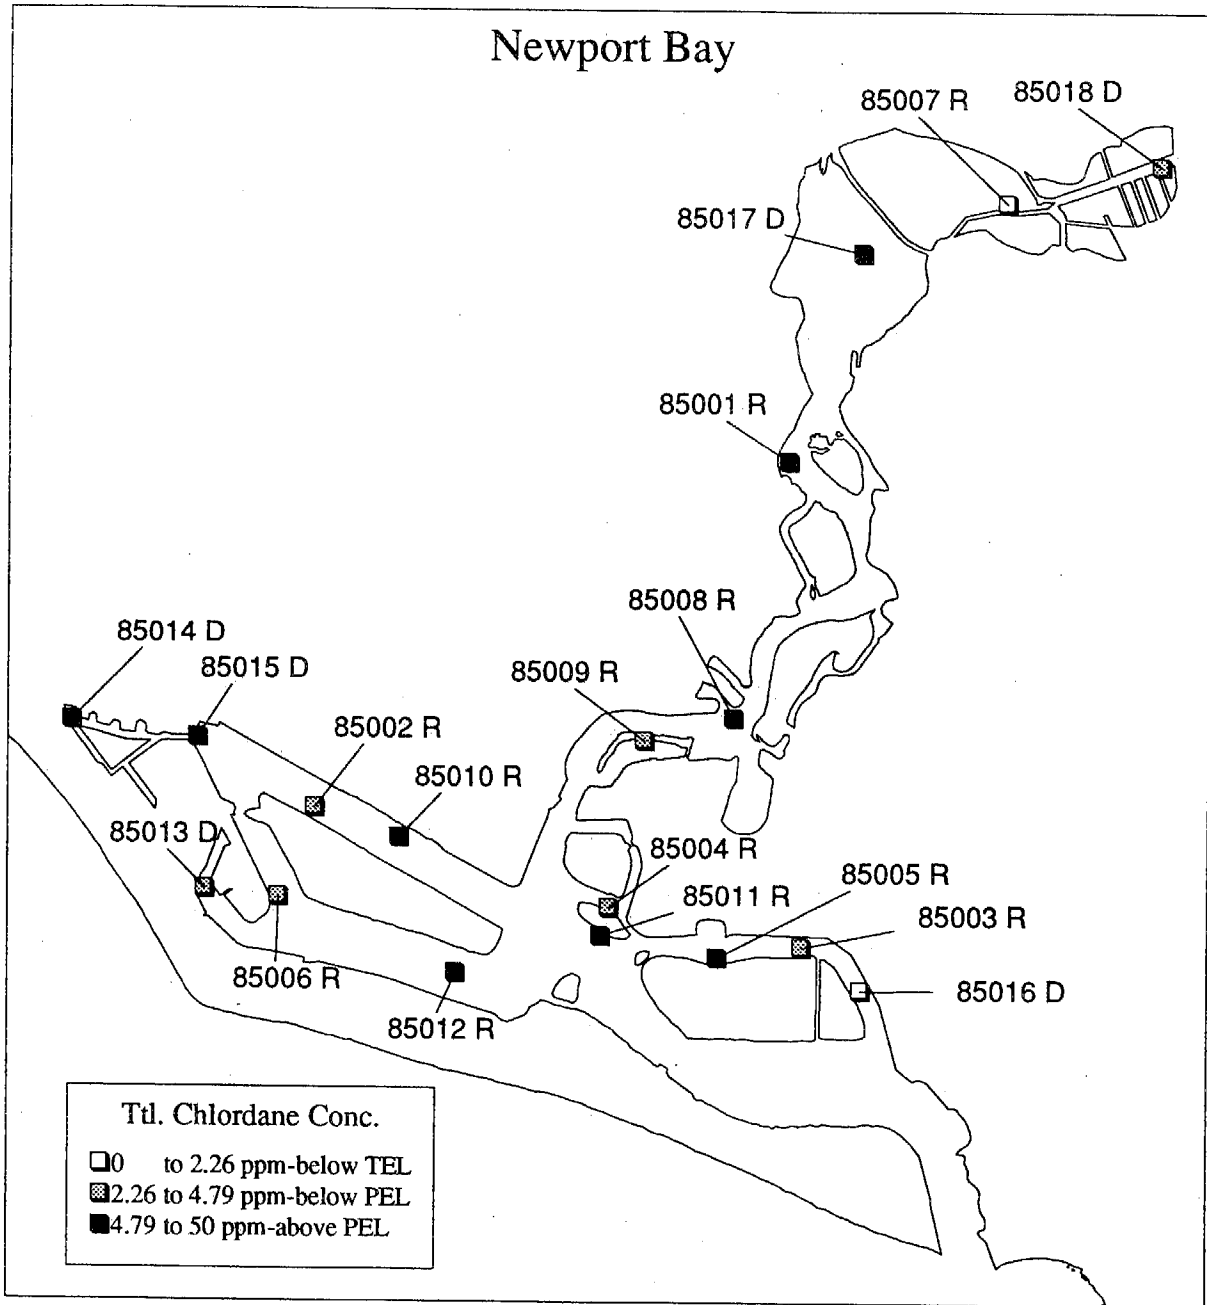 Newport Bay
85018 D
85007 R
85017 D
85001 R
85008 R
85014 D
85015 D
85009 R
85002 R
85010 R
85013 D
85004 R
85005 R
85011 R
85003 R
85006 R
85016 D
85012 R
Ttl. Chlordane Conc.
0 to 2.26 ppm-below TEL
2.26 to 4.79 ppm-below PEL
4.79 to 50 ppm-above PEL